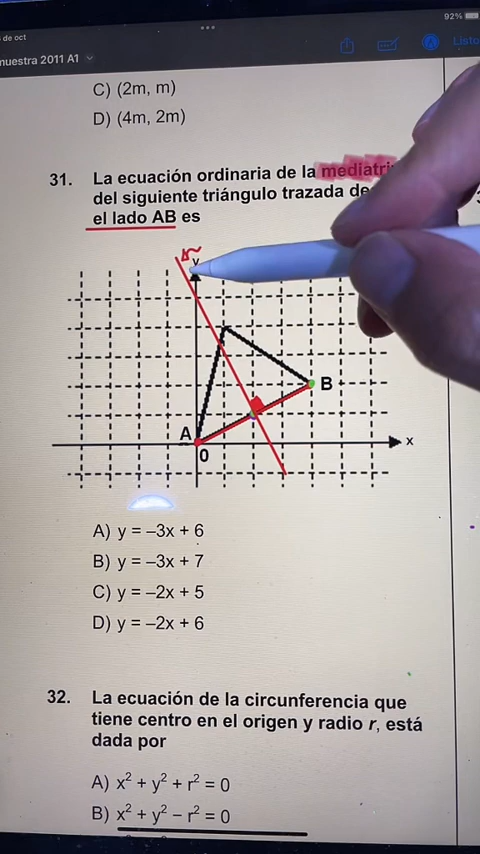 92%
de oct
nuestra 2011 A1
Listo
C) (2m, m)
D) (4m, 2m)
31. La ecuación ordinaria de la
del siguiente triángulo trazada
el lado AB es
y
B
A
0
x
A) y = –3x + 6
B) y = –3x + 7
C) y = –2x + 5
D) y = –2x + 6
32. La ecuación de la circunferencia que
tiene centro en el origen y radio r, está
dada por
A) x² + y² + r² = 0
B) x² + y² – r² = 0